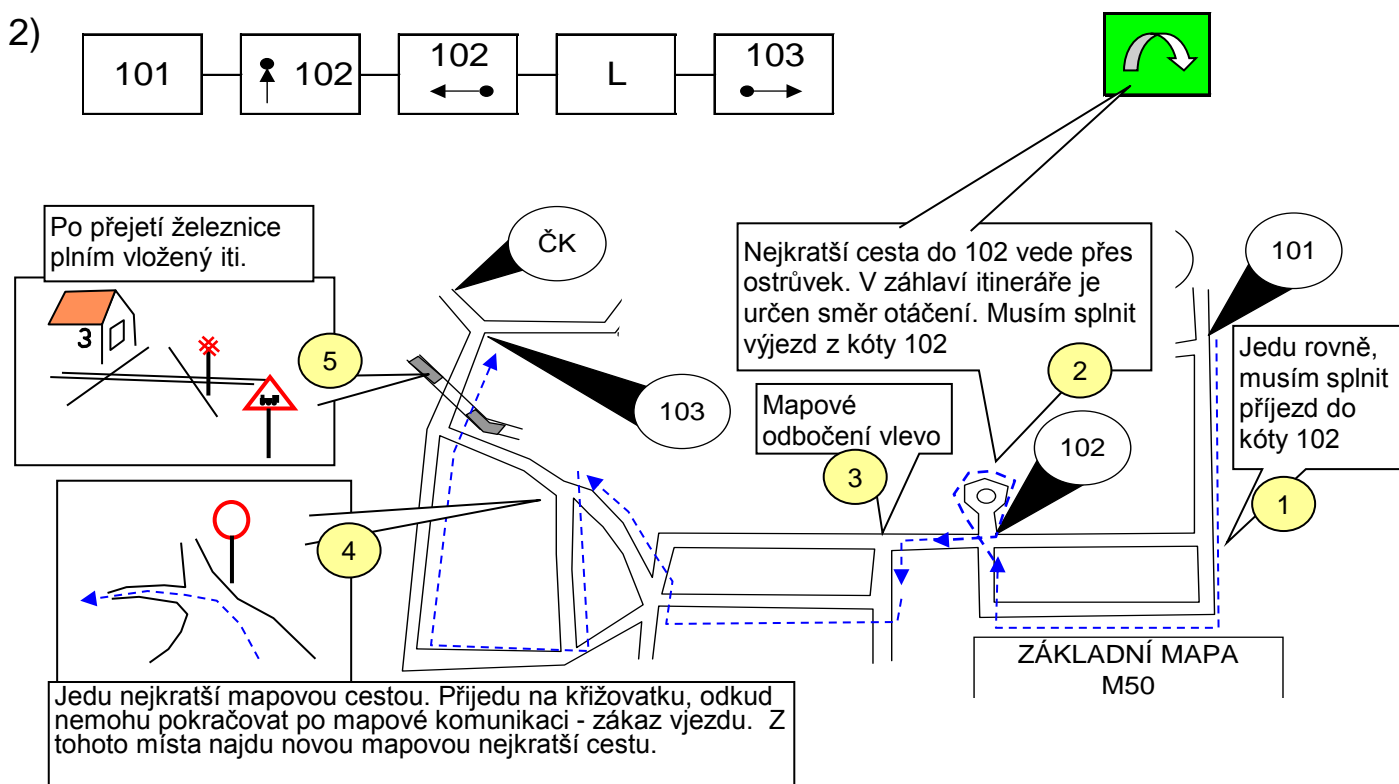 2)
101
102
102
L
103
Po přejetí železnice
plním vložený iti.
3
5
ČK
103
Nejkratší cesta do 102 vede přes
ostrůvek. V záhlaví itineráře je
určen směr otáčení. Musím splnit
výjezd z kóty 102
2
101
Jedu rovně,
musím splnit
příjezd do
kóty 102
1
Mapové
odbočení vlevo
3
102
4
ZÁKLADNÍ MAPA
M50
Jedu nejkratší mapovou cestou. Přijedu na křižovatku, odkud
nemohu pokračovat po mapové komunikaci - zákaz vjezdu. Z
tohoto místa najdu novou mapovou nejkratší cestu.